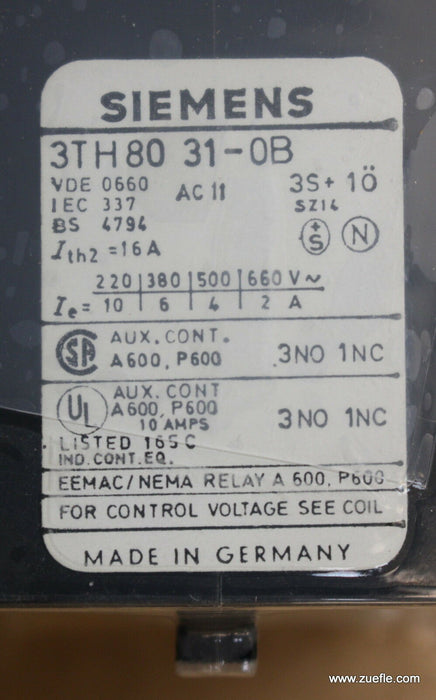 SIEMENS
3TH80 31-0B
VDE 0660 AC 11 3S+ 1Ö
IEC 337 SZ14
BS 4794 +S N
Ith2 =16A
220 380 500 660 V~
Ie= 10 6 4 2 A
SA AUX. CONT.
A600, P600 3NO 1NC
UL AUX. CONT
A600, P600 3NO 1NC
10 AMPS
LISTED 165C
IND. CONT. EQ.
EEMAC/NEMA RELAY A 600, P600
FOR CONTROL VOLTAGE SEE COIL
MADE IN GERMANY
www.zuefle.com